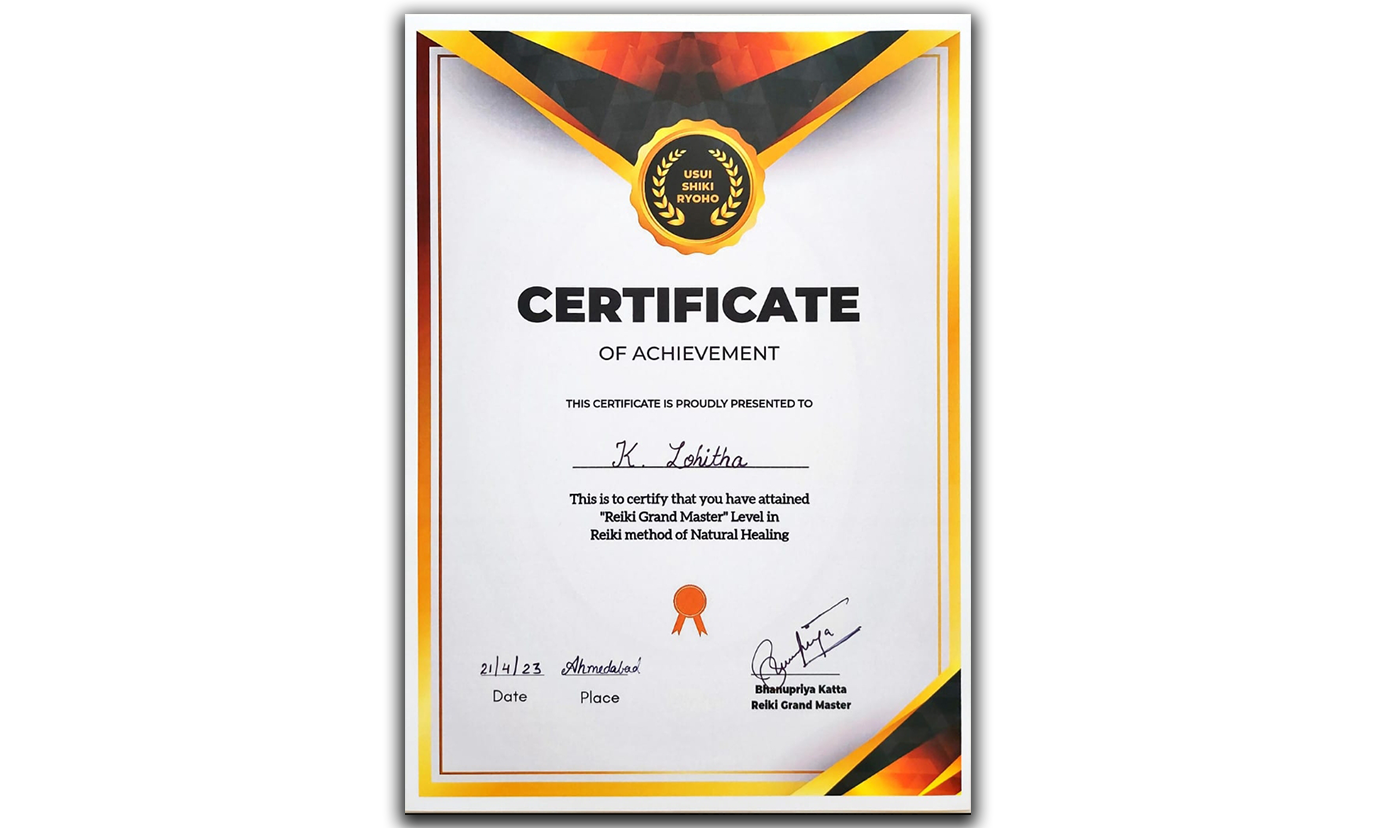 USUI
SHIKI
RYOHO
CERTIFICATE
OF ACHIEVEMENT
THIS CERTIFICATE IS PROUDLY PRESENTED TO
K. Lohitha
This is to certify that you have attained
"Reiki Grand Master" Level in
Reiki method of Natural Healing
21/4/23 Ahmedabad
Date Place
Bhanupriya
Bhanupriya Katta
Reiki Grand Master